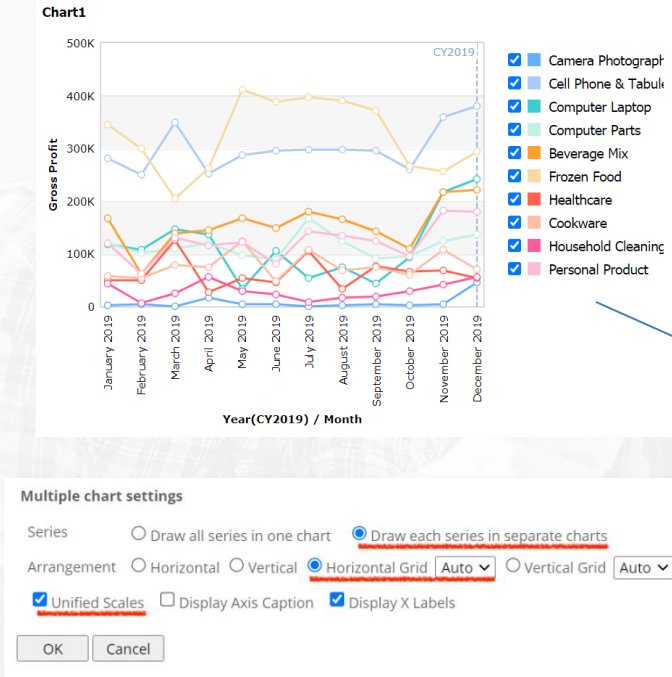 Chart1
500K
400K
300K
200K
100K
0
Gross Profit
CY2019
January 2019
February 2019
March 2019
April 2019
May 2019
June 2019
July 2019
August 2019
September 2019
October 2019
November 2019
December 2019
Year(CY2019) / Month
Camera Photograph
Cell Phone &
Computer Laptop
Computer Parts
Beverage Mix
Frozen Food
Healthcare
Cookware
Household Cleaning
Personal Product
Multiple chart settings
Series Draw all series in one chart Draw each series in separate charts
Arrangement Horizontal Vertical Horizontal Grid Auto Vertical Grid Auto
Unified Scales Display Axis Caption Display X Labels
OK Cancel